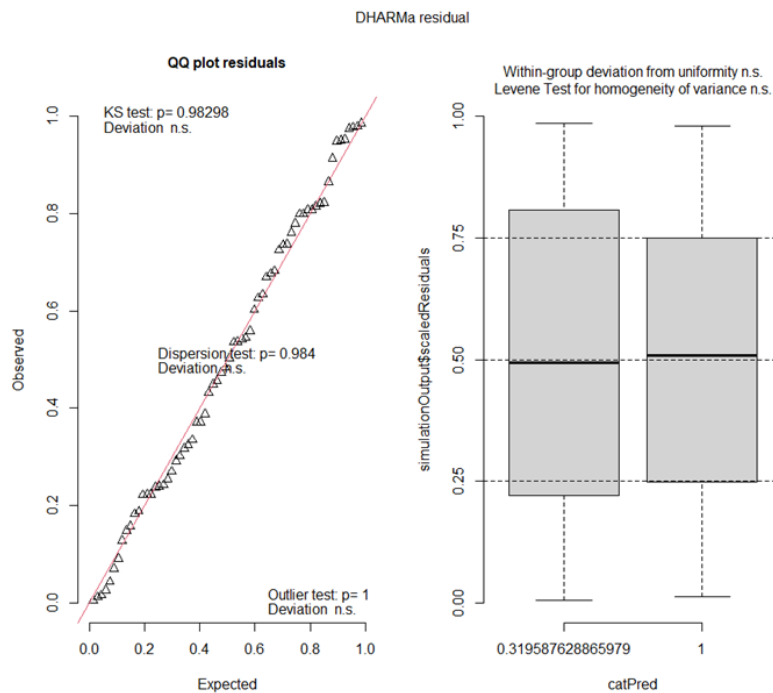 DHARMa residual
QQ plot residuals
KS test: p= 0.98298
Deviation n.s.
Dispersion test: p= 0.984
Deviation n.s.
Outlier test: p= 1
Deviation n.s.
Observed
0.0
0.2
0.4
0.6
0.8
1.0
0.0 0.2 0.4 0.6 0.8 1.0
Expected
Within-group deviation from uniformity n.s.
Levene Test for homogeneity of variance n.s.
simulationOutput$scaledResiduals
0.00
0.25
0.50
0.75
1.00
0.319587628865979 1
catPred